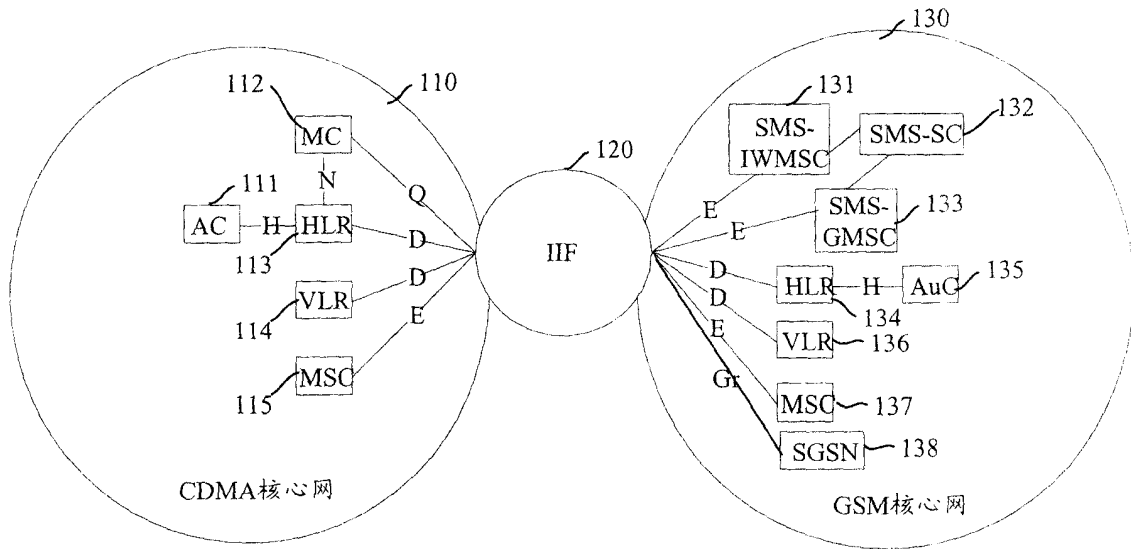 130
112
110
131
132
MC
SMS-
IWMSC
SMS-SC
120
111
N
Q
AC
H
HLR
E
SMS-
GMSC
133
113
D
E
IIF
VLR
D
D
HLR
H
AuC
135
114
E
D
134
E
VLR
136
MSC
Gr
MSC
137
115
SGSN
138
CDMA核心网
GSM核心网